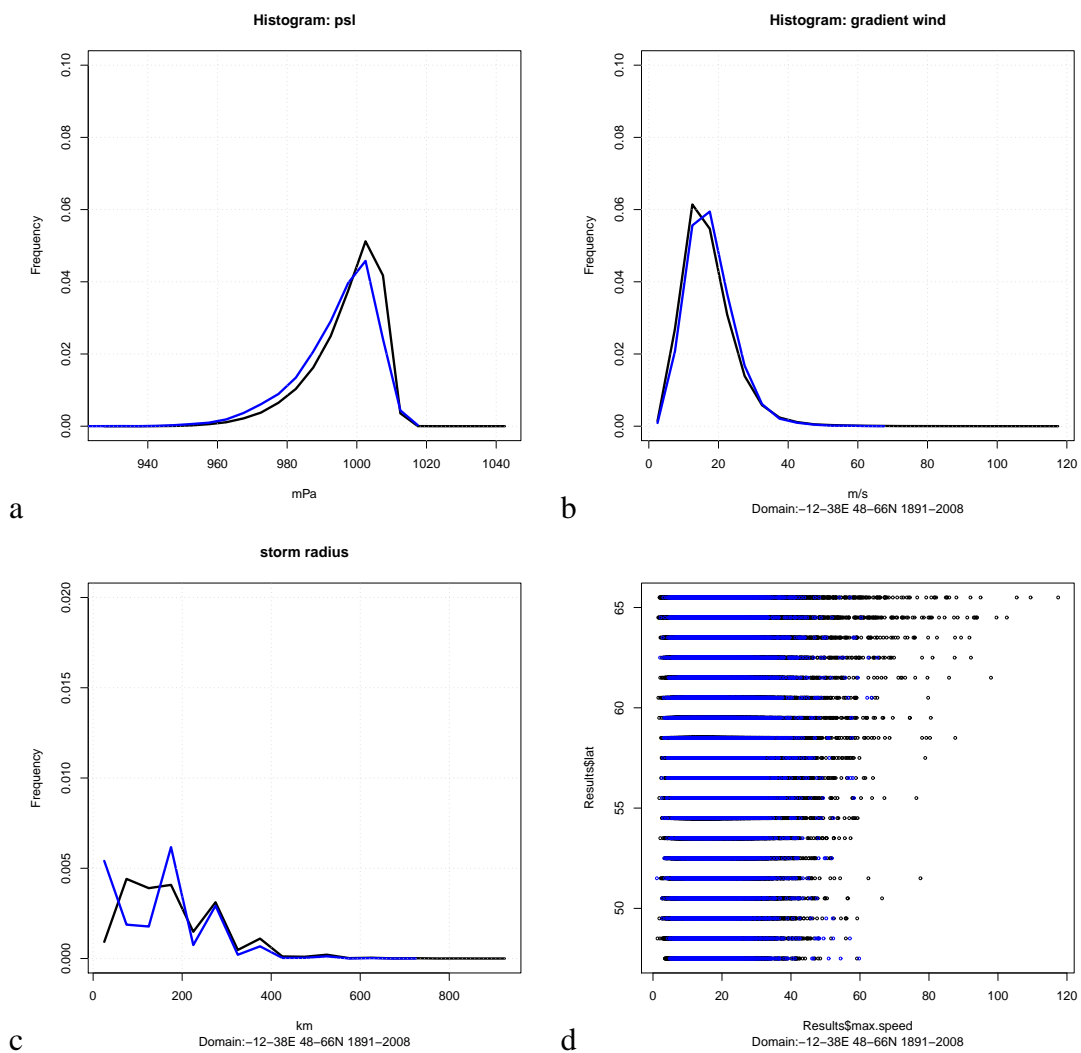 Histogram: psl
Frequency
0.00 0.02 0.04 0.06 0.08 0.10
940 960 980 1000 1020 1040
mPa
a
Histogram: gradient wind
Frequency
0.00 0.02 0.04 0.06 0.08 0.10
0 20 40 60 80 100 120
m/s
Domain:−12−38E 48−66N 1891−2008
b
storm radius
Frequency
0.000 0.005 0.010 0.015 0.020
0 200 400 600 800
km
Domain:−12−38E 48−66N 1891−2008
c
Results$lat
50 55 60 65
0 20 40 60 80 100 120
Results$max.speed
Domain:−12−38E 48−66N 1891−2008
d